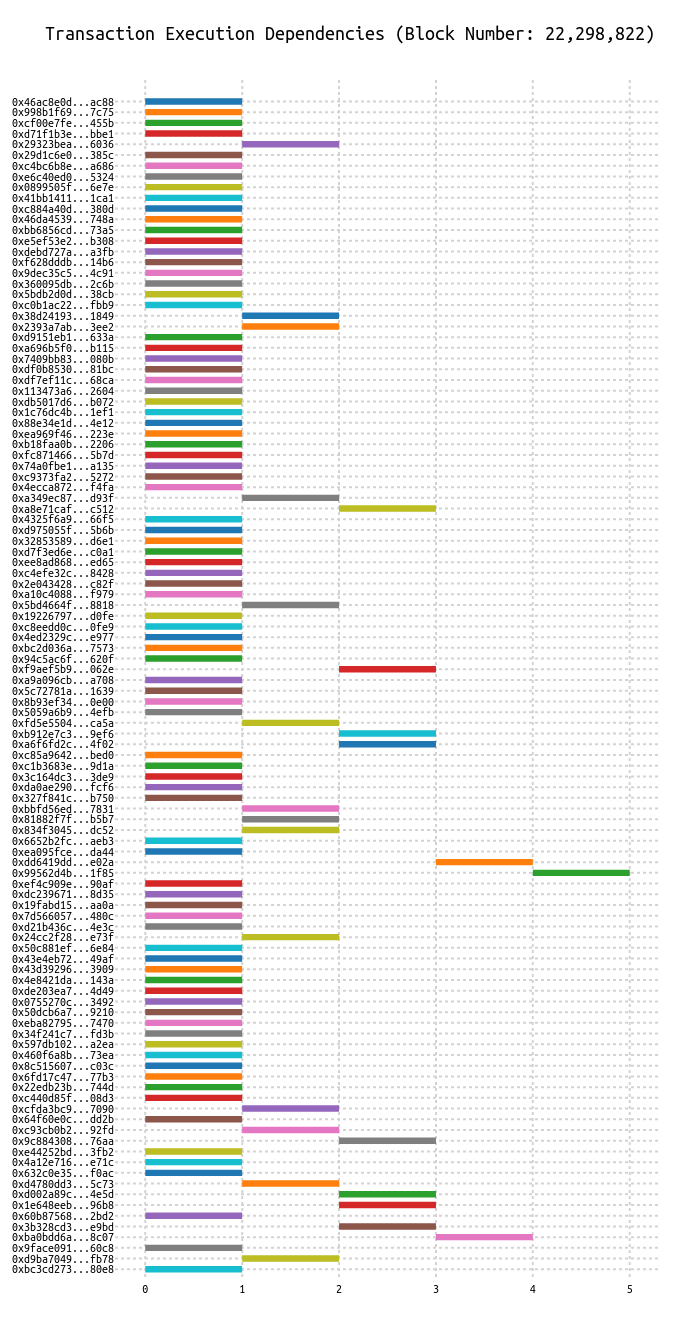 Transaction Execution Dependencies (Block Number: 22,298,822)
0x46ac8e0d...ac88
0x998b1f69...7c75
0xcf00e7fe...455b
0xd71f1b3e...bbe1
0x29323bea...6036
0x29d1c6e0...385c
0xc4bc6b8e...a686
0xe6c40ed0...5324
0x0899505f...6e7e
0x41bb1411...1ca1
0xc884a40d...380d
0x46da4539...748a
0xbb6856cd...73a5
0xe5ef53e2...b308
0xdebd727a...a3fb
0xf628dddb...14b6
0x9dec35c5...4c91
0x360095db...2c6b
0x5bdb2d0d...38cb
0xc0b1ac22...fbb9
0x38d24193...1849
0x2393a7ab...3ee2
0xd9151eb1...633a
0xa696b5f0...b115
0x7409bb83...080b
0xdf0b8530...81bc
0xdf7ef11c...68ca
0x113473a6...2604
0xdb5017d6...b072
0x1c76dc4b...1ef1
0x88e34e1d...4e12
0xea969f46...223e
0xb18faa0b...2206
0xfc871466...5b7d
0x74a0fbe1...a135
0xc9373fa2...5272
0x4ecca872...f4fa
0xa349ec87...d93f
0xa8e71caf...c512
0x4325f6a9...66f5
0xd975055f...5b6b
0x32853589...d6e1
0xd7f3ed6e...c0a1
0xee8ad868...ed65
0xc4efe32c...8428
0x2e043428...c82f
0xa10c4088...f979
0x5bd4664f...8818
0x19226797...d0fe
0xc8eedd0c...0fe9
0x4ed2329c...e977
0xbc2d036a...7573
0x94c5ac6f...620f
0xf9aef5b9...062e
0xa9a096cb...a708
0x5c72781a...1639
0x8b93ef34...0e00
0x5059a6b9...4efb
0xfd5e5504...ca5a
0xb912e7c3...9ef6
0xa6f6fd2c...4f02
0xc85a9642...bed0
0xc1b3683e...9d1a
0x3c164dc3...3de9
0xda0ae290...fcf6
0x327f841c...b750
0xbbfd56ed...7831
0x81882f7f...b5b7
0x834f3045...dc52
0x6652b2fc...aeb3
0xea095fce...da44
0xdd6419dd...e02a
0x99562d4b...1f85
0xef4c909e...90af
0xdc239671...8d35
0x19fabd15...aa0a
0x7d566057...480c
0xd21b436c...4e3c
0x24cc2f28...e73f
0x50c881ef...6e84
0x43e4eb72...49af
0x43d39296...3909
0x4e8421da...143a
0xde203ea7...4d49
0x0755270c...3492
0x50dcb6a7...9210
0xeba82795...7470
0x34f241c7...fd3b
0x597db102...a2ea
0x460f6a8b...73ea
0x8c515607...c03c
0x6fd17c47...77b3
0x22edb23b...744d
0xc440d85f...08d3
0xcfda3bc9...7090
0x64f60e0c...dd2b
0xc93cb0b2...92fd
0x9c884308...76aa
0xe44252bd...3fb2
0x4a12e716...e71c
0x632c0e35...f0ac
0xd4780dd3...5c73
0xd002a89c...4e5d
0x1e648eeb...96b8
0x60b87568...2bd2
0x3b328cd3...e9bd
0xba0bdd6a...8c07
0x9face091...60c8
0xd9ba7049...fb78
0xbc3cd273...80e8
0 1 2 3 4 5